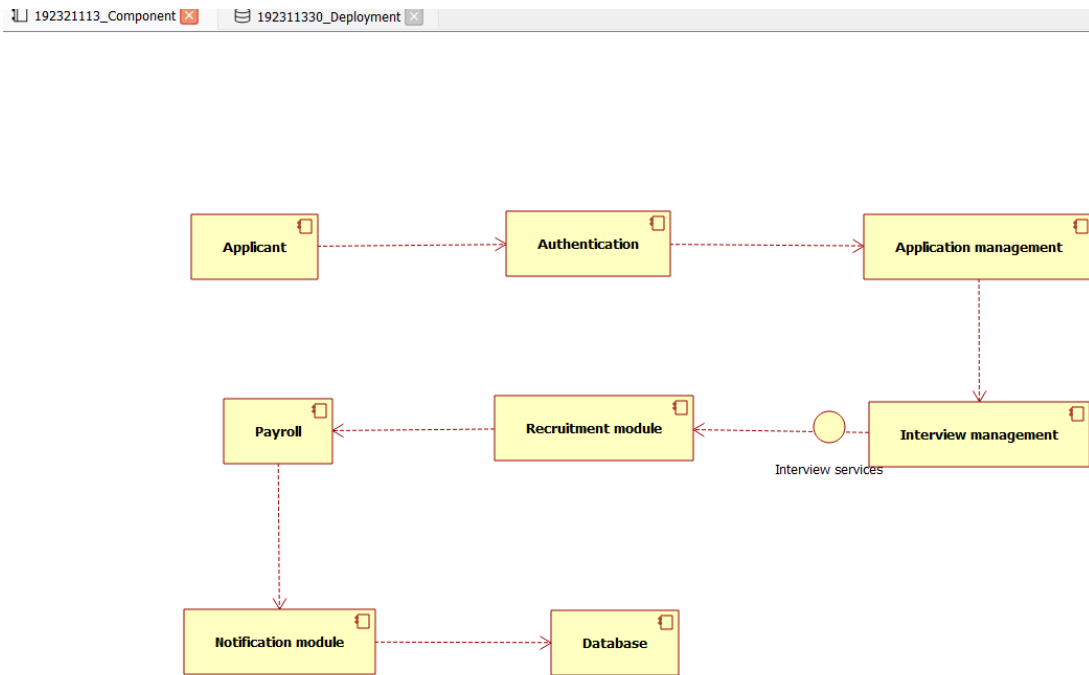 192321113_Component
192311330_Deployment
Applicant
Authentication
Application management
Payroll
Recruitment module
Interview services
Interview management
Notification module
Database